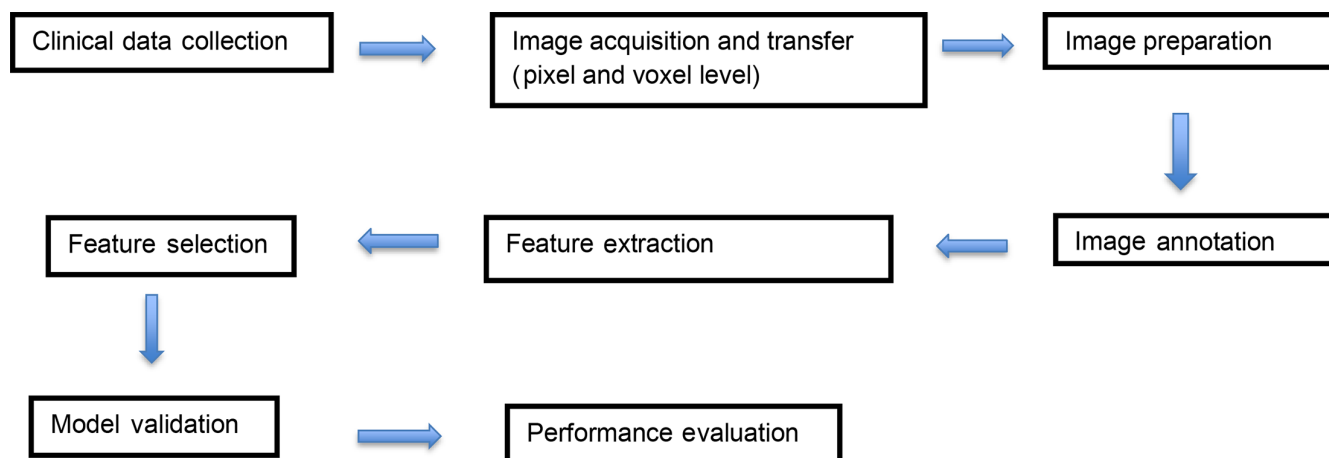 Clinical data collection
Image acquisition and transfer
(pixel and voxel level)
Image preparation
Image annotation
Feature extraction
Feature selection
Model validation
Performance evaluation